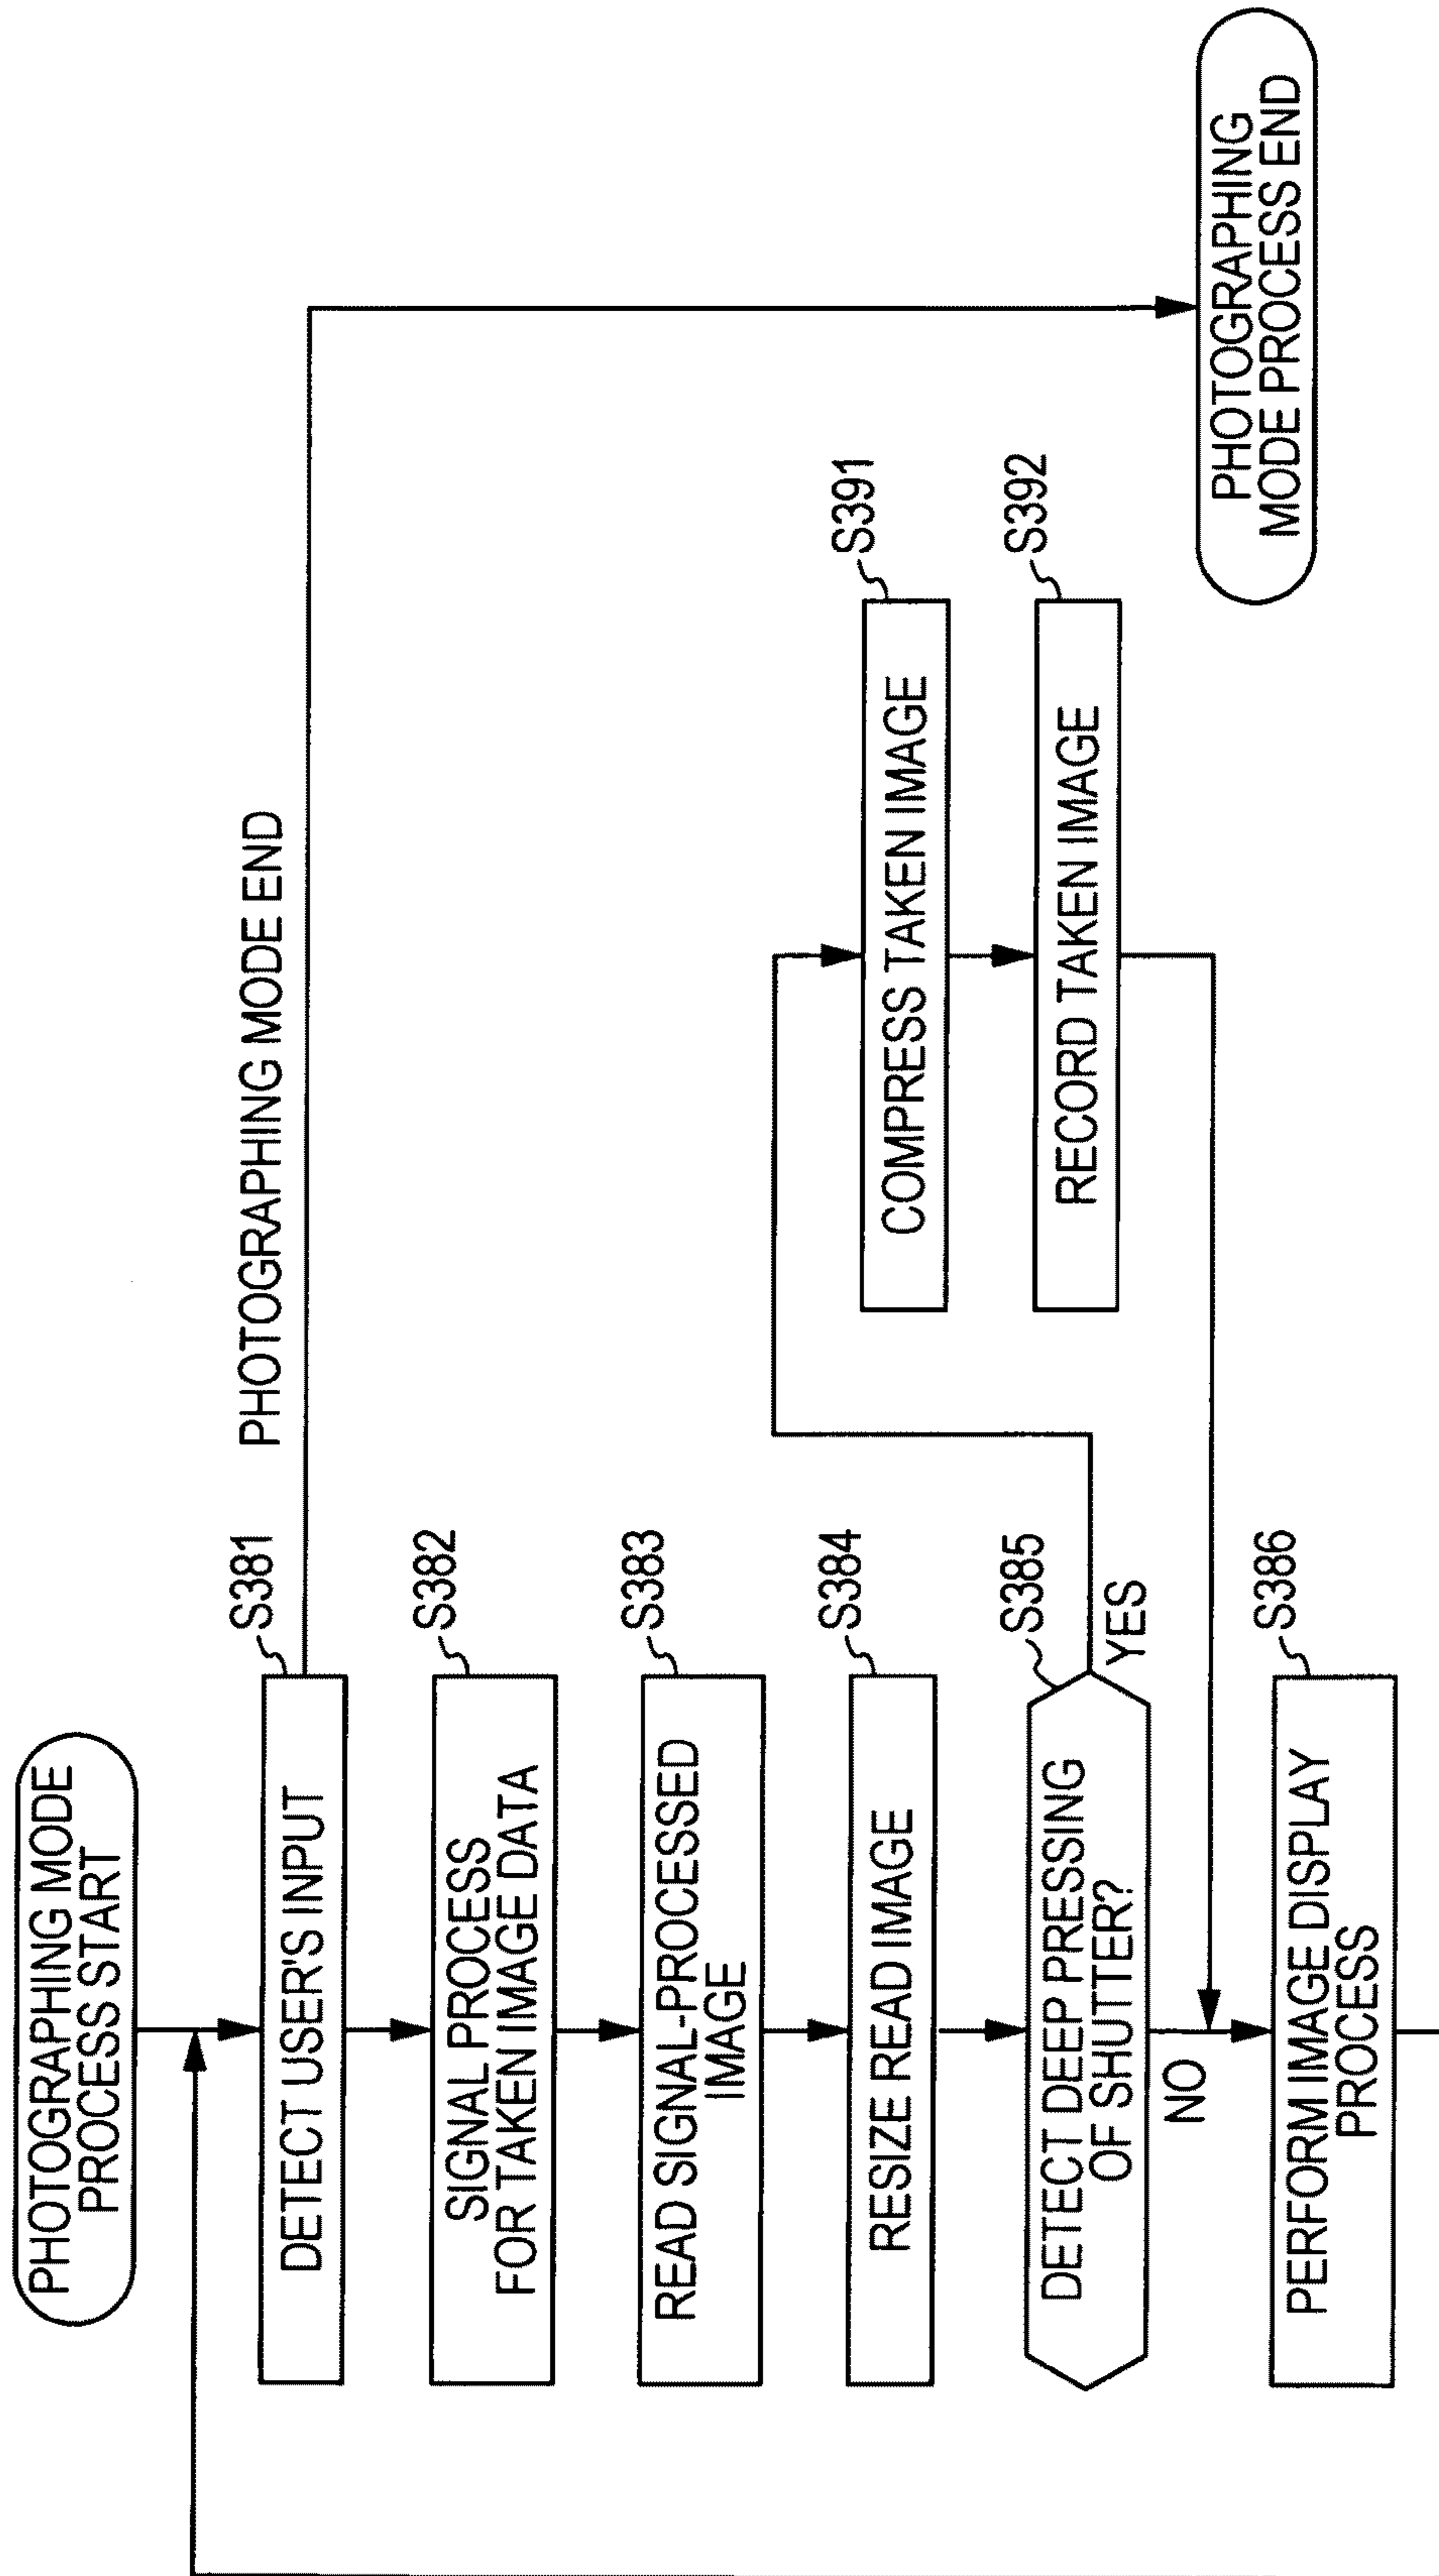 PHOTOGRAPHING MODE
PROCESS START
S381
DETECT USER'S INPUT
PHOTOGRAPHING MODE END
S382
SIGNAL PROCESS
FOR TAKEN IMAGE DATA
S383
READ SIGNAL-PROCESSED
IMAGE
S384
RESIZE READ IMAGE
S385
DETECT DEEP PRESSING
OF SHUTTER?
YES
NO
S391
COMPRESS TAKEN IMAGE
S392
RECORD TAKEN IMAGE
S386
PERFORM IMAGE DISPLAY
PROCESS
PHOTOGRAPHING
MODE PROCESS END